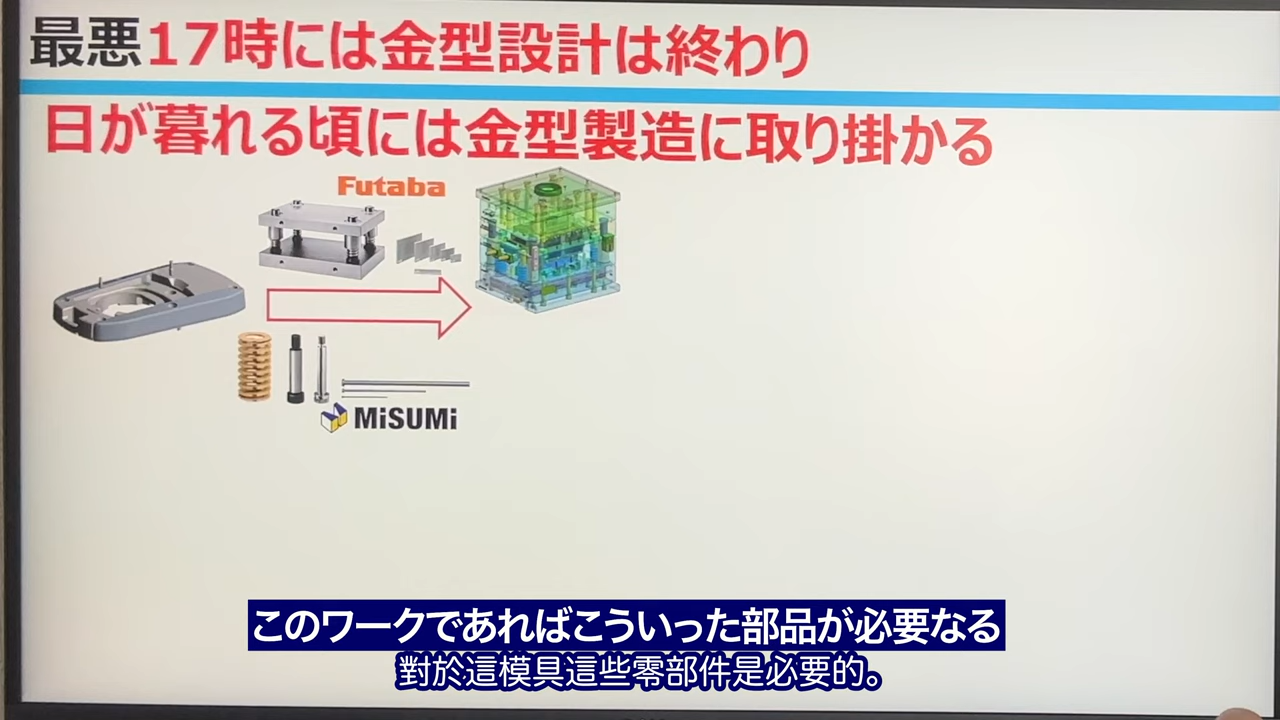 最悪17時には金型設計は終わり
日が暮れる頃には金型製造に取り掛かる
Futaba
MiSUMi
このワークであればこういった部品が必要なる
對於這模具這些零部件是必要的。